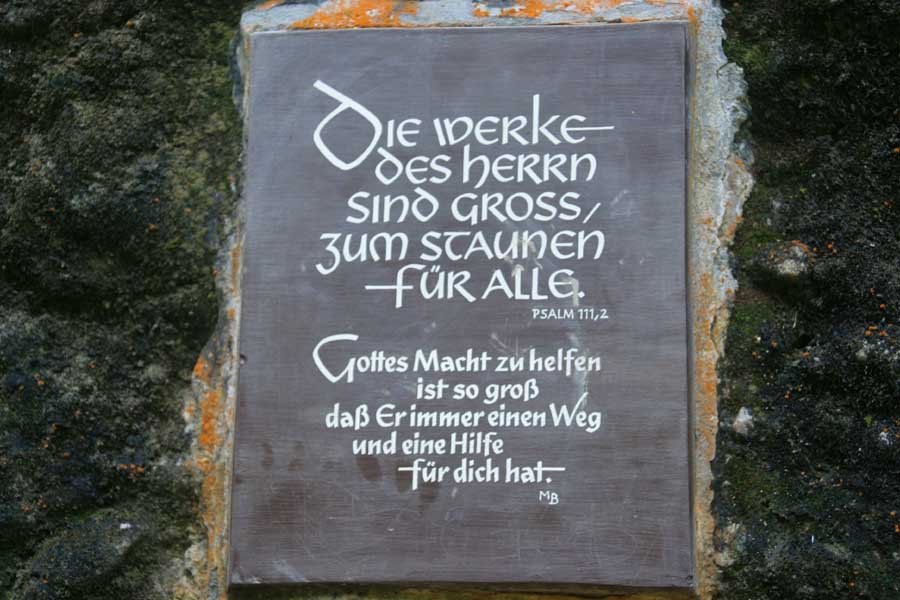 Die Werke
des Herrn
sind gross,
zum Staunen
für alle.
Psalm 111,2
Gottes Macht zu helfen
ist so groß
daß Er immer einen Weg
und eine Hilfe
für dich hat.
MB